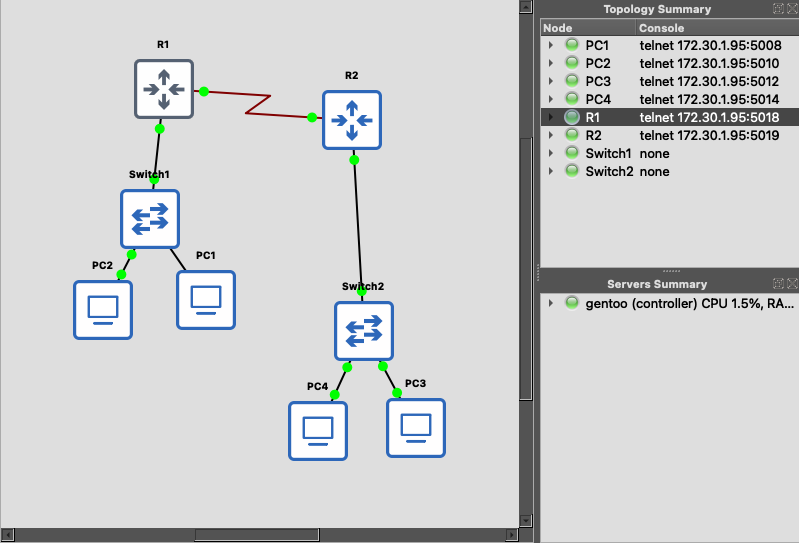 R1
R2
Switch1
PC2
PC1
Switch2
PC4
PC3
Topology Summary
Node Console
PC1 telnet 172.30.1.95:5008
PC2 telnet 172.30.1.95:5010
PC3 telnet 172.30.1.95:5012
PC4 telnet 172.30.1.95:5014
R1 telnet 172.30.1.95:5018
R2 telnet 172.30.1.95:5019
Switch1 none
Switch2 none
Servers Summary
gentoo (controller) CPU 1.5%, RA...